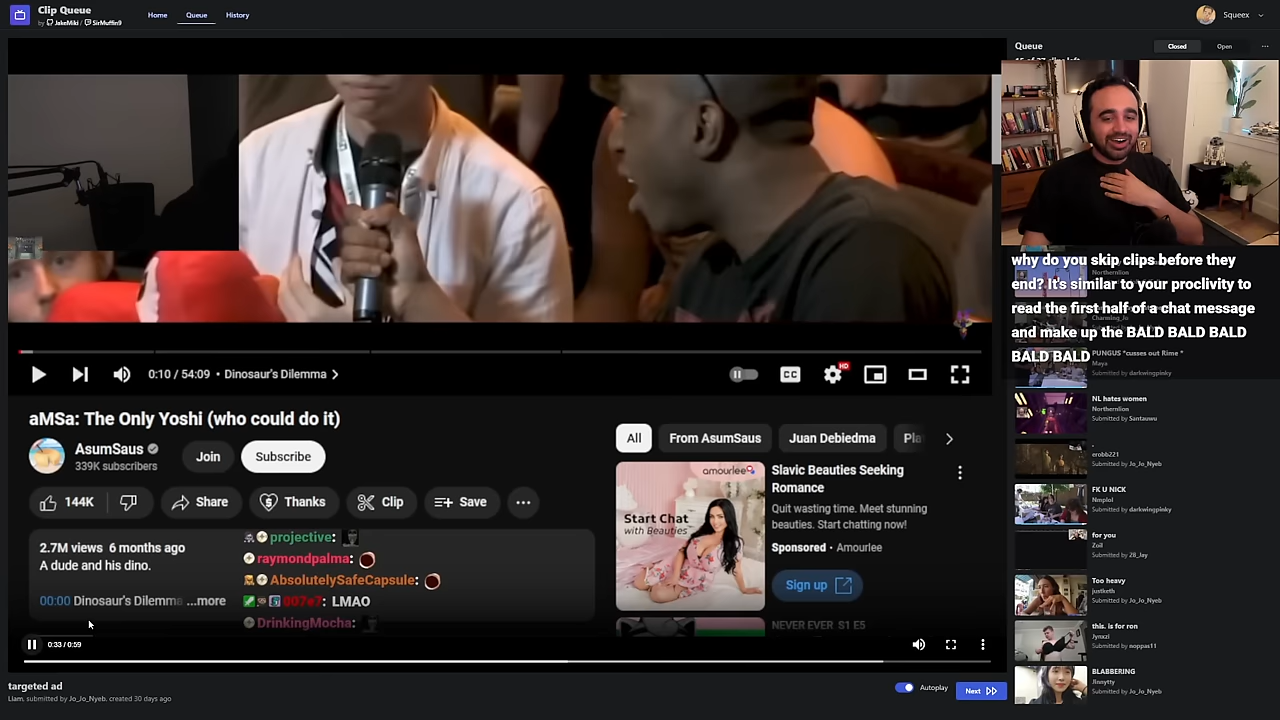 Clip Queue
by JakeMiki / SirMuffin9
Home
Queue
History
Squeex
Queue
Closed
Open
why do you skip clips before they
end? It's similar to your proclivity to
read the first half of a chat message
and make up the BALD BALD BALD
BALD BALD
Northernlion
Charming_Jo
PUNGUS *cusses out Rime *
Maya
Submitted by darkwingpinky
NL hates women
Northernlion
Submitted by Santauwu
.
erobb221
Submitted by Jo_Jo_Nyeb
FK U NICK
Nmplol
Submitted by darkwingpinky
for you
Zoil
Submitted by 28_Jay
Too heavy
justketh
Submitted by Jo_Jo_Nyeb
this. is for ron
Jynxzi
Submitted by noppas11
BLABBERING
Jinnytty
Submitted by Jo_Jo_Nyeb
0:10 / 54:09 • Dinosaur's Dilemma
CC
HD
aMSa: The Only Yoshi (who could do it)
AsumSaus
339K subscribers
Join
Subscribe
144K
Share
Thanks
Clip
Save
2.7M views 6 months ago
A dude and his dino.
00:00 Dinosaur's Dilemma ...more
projective:
raymondpalma:
AbsolutelySafeCapsule:
007e7: LMAO
DrinkingMocha:
All
From AsumSaus
Juan Debiedma
Pla
amourlee
Start Chat
with Beauties
Slavic Beauties Seeking
Romance
Quit wasting time. Meet stunning
beauties. Start chatting now!
Sponsored • Amourlee
Sign up
NEVER EVER S1 E5
0:33 / 0:59
targeted ad
Liam, submitted by Jo_Jo_Nyeb, created 30 days ago
Autoplay
Next